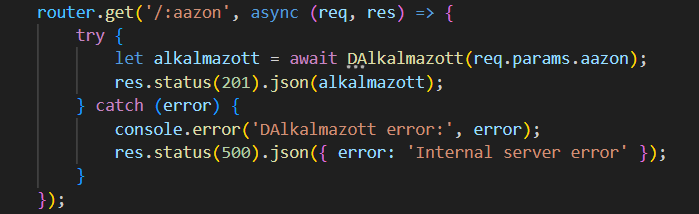 router.get('/:aazon', async (req, res) => {
    try {
        let alkalmazott = await DAlkalmazott(req.params.aazon);
        res.status(201).json(alkalmazott);
    } catch (error) {
        console.error('DAlkalmazott error:', error);
        res.status(500).json({ error: 'Internal server error' });
    }
});